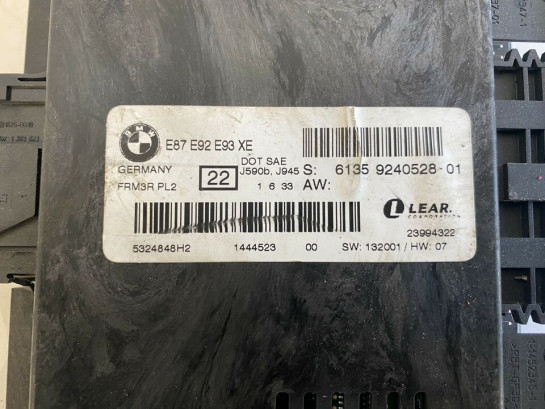 BMW
E87 E92 E93 XE
GERMANY
FRM3R PL2
22
DOT SAE
J590b, J945
1 6 33
S: 6135 9240528-01
AW:
LEAR.
CORPORATION
23994322
5324848H2 1444523 00 SW: 132001 / HW: 07